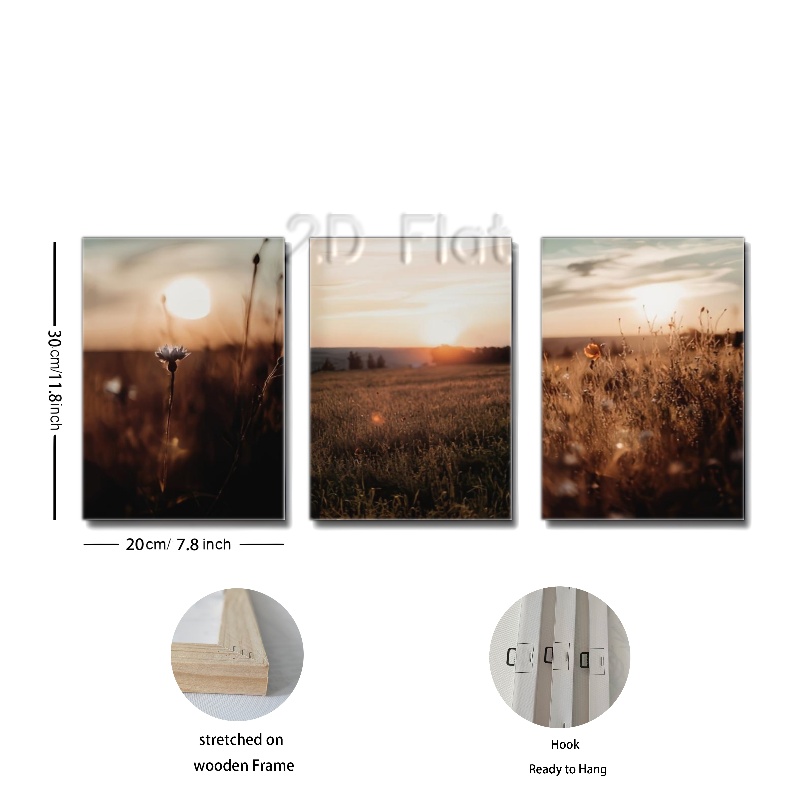 2D Flat
30cm/11.8inch
20cm/ 7.8 inch
stretched on
wooden Frame
Hook
Ready to Hang